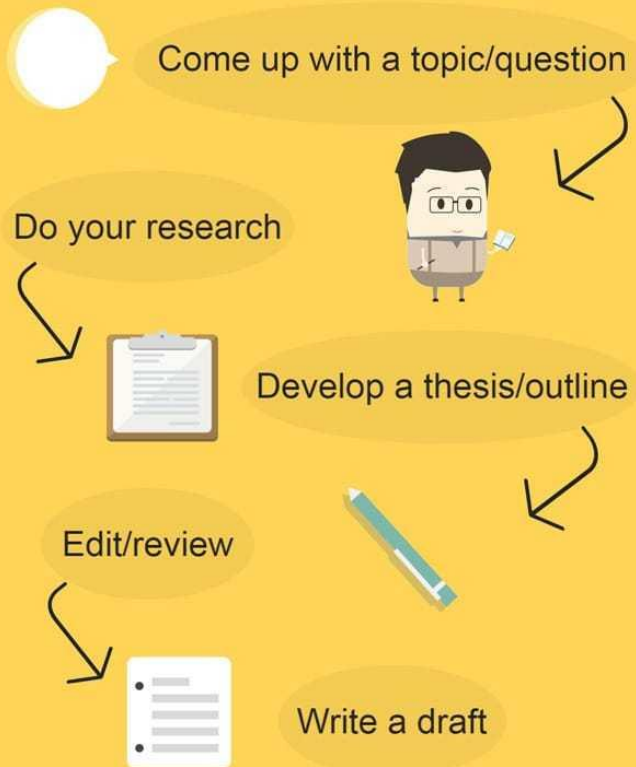 Come up with a topic/question
Do your research
Develop a thesis/outline
Edit/review
Write a draft